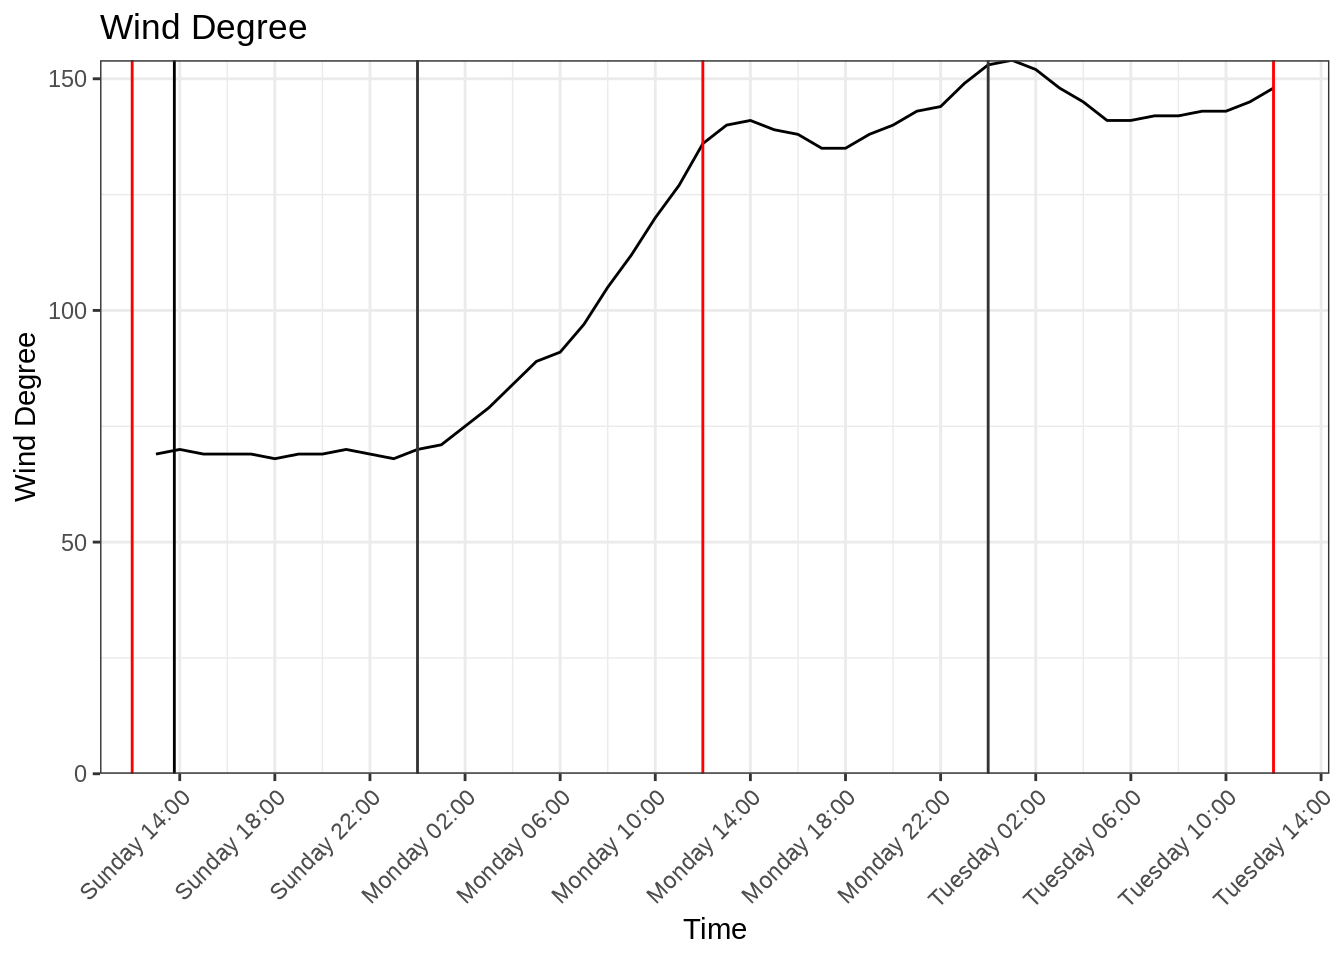 Wind Degree
150
100
50
0
Wind Degree
Sunday 14:00
Sunday 18:00
Sunday 22:00
Monday 02:00
Monday 06:00
Monday 10:00
Monday 14:00
Monday 18:00
Monday 22:00
Tuesday 02:00
Tuesday 06:00
Tuesday 10:00
Tuesday 14:00
Time